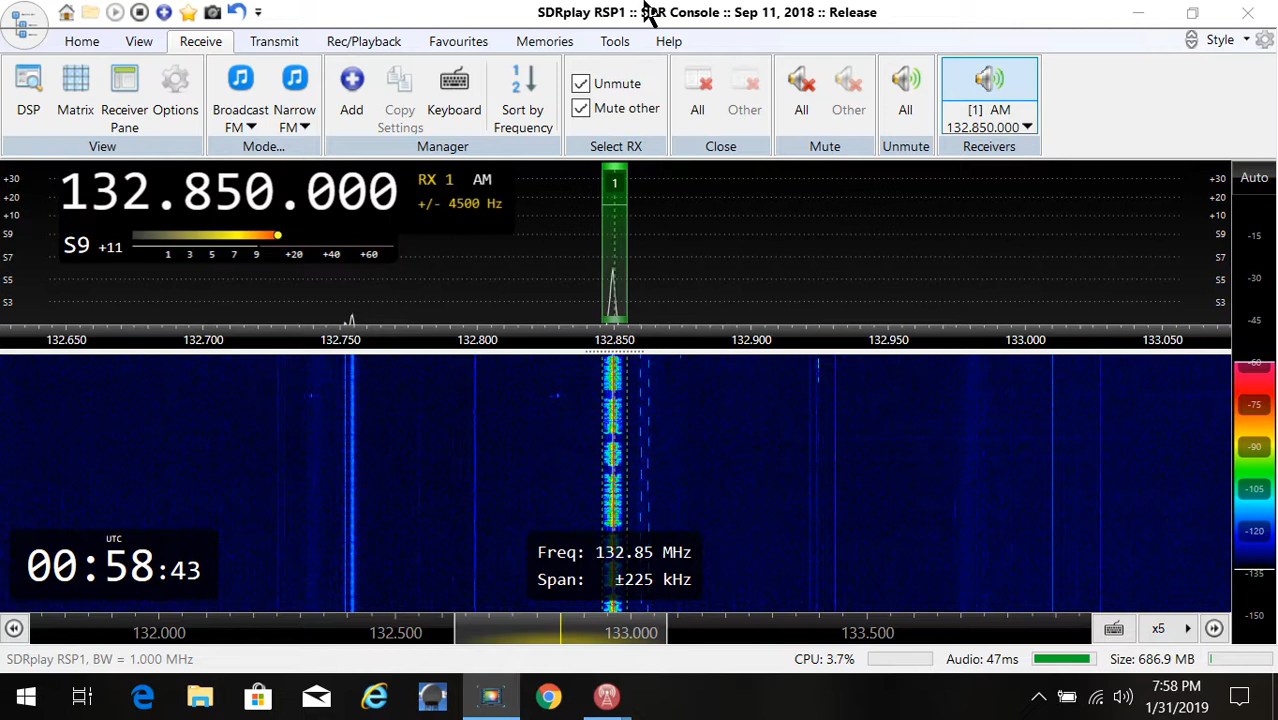 SDRplay RSP1 :: SDR Console :: Sep 11, 2018 :: Release
Home View Receive Transmit Rec/Playback Favourites Memories Tools Help Style
DSP Matrix Receiver Pane Options
View
Broadcast FM Narrow FM
Mode...
Add Copy Settings Keyboard Sort by Frequency
Manager
Unmute
Mute other
Select RX
All Other
Close
All Other
Mute
All
Unmute
[1] AM
132.850.000
Receivers
132.850.000
RX 1 AM
+/- 4500 Hz
S9 +11
1 3 5 7 9 +20 +40 +60
1
+30 +30
+20 +20
+10 +10
S9 S9
S7 S7
S5 S5
S3 S3
132.650 132.700 132.750 132.800 132.850 132.900 132.950 133.000 133.050
Auto
-15
-30
-45
-60
-75
-90
-105
-120
-135
-150
UTC
00:58:43
Freq: 132.85 MHz
Span: ±225 kHz
132.000 132.500 133.000 133.500
x5
SDRplay RSP1, BW = 1.000 MHz
CPU: 3.7% Audio: 47ms Size: 686.9 MB
7:58 PM
1/31/2019